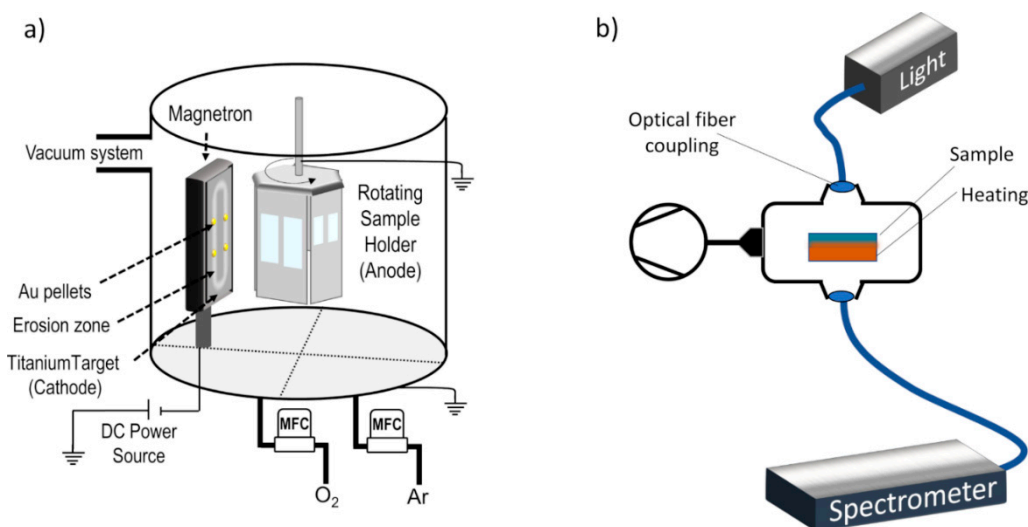 a)
Magnetron
Vacuum system
Rotating
Sample
Holder
(Anode)
Au pellets
Erosion zone
TitaniumTarget
(Cathode)
DC Power
Source
MFC
MFC
O₂
Ar
b)
Light
Optical fiber
coupling
Sample
Heating
Spectrometer